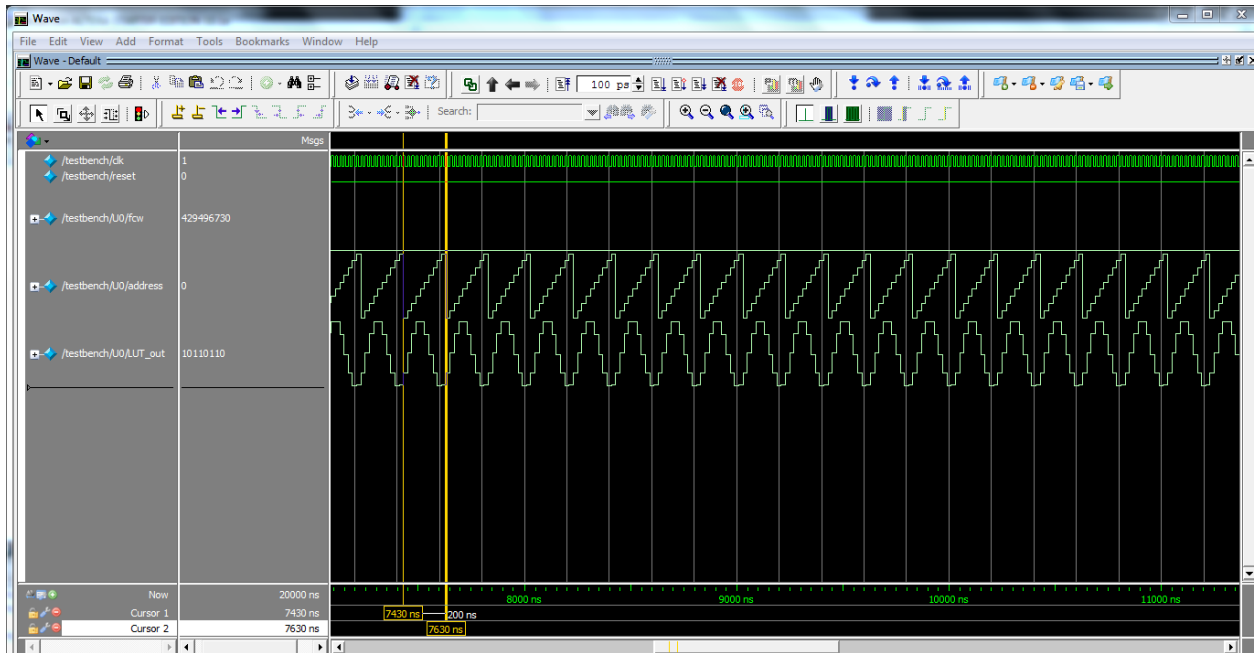 Wave
File Edit View Add Format Tools Bookmarks Window Help
Wave - Default
100 ps
Search:
Msgs
/testbench/clk 1
/testbench/reset 0
/testbench/U0/fcw 429496730
/testbench/U0/address 0
/testbench/U0/LUT_out 10110110
Now 20000 ns
8000 ns 9000 ns 10000 ns 11000 ns
Cursor 1 7430 ns 7430 ns 200 ns
Cursor 2 7630 ns 7630 ns